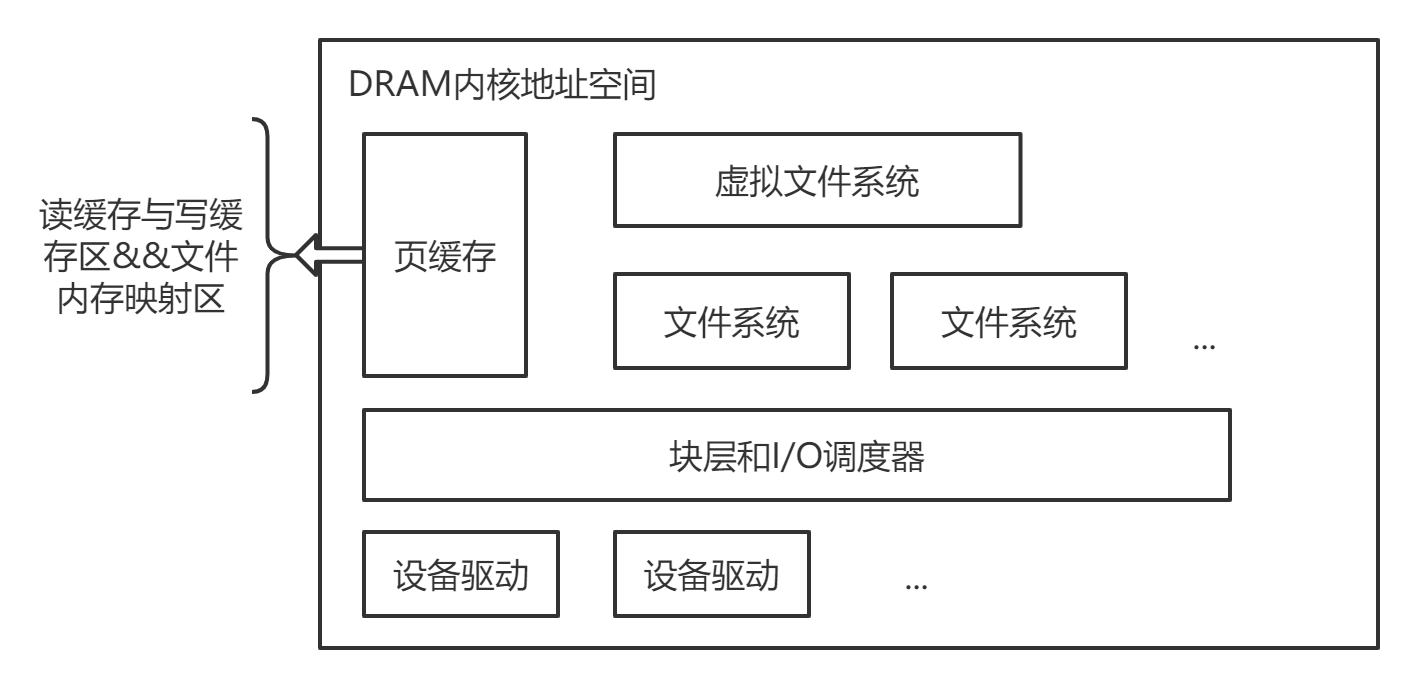 DRAM内核地址空间
读缓存与写缓
存区&&文件
内存映射区
页缓存
虚拟文件系统
文件系统
文件系统
...
块层和I/O调度器
设备驱动
设备驱动
...